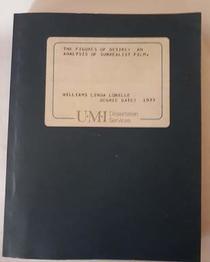 THE FIGURES OF DESIRE: AN
ANALYSIS OF SURREALIST FILM.
WILLIAMS LINDA LORELLE
DEGREE DATE: 1977
UMI Dissertation
Services